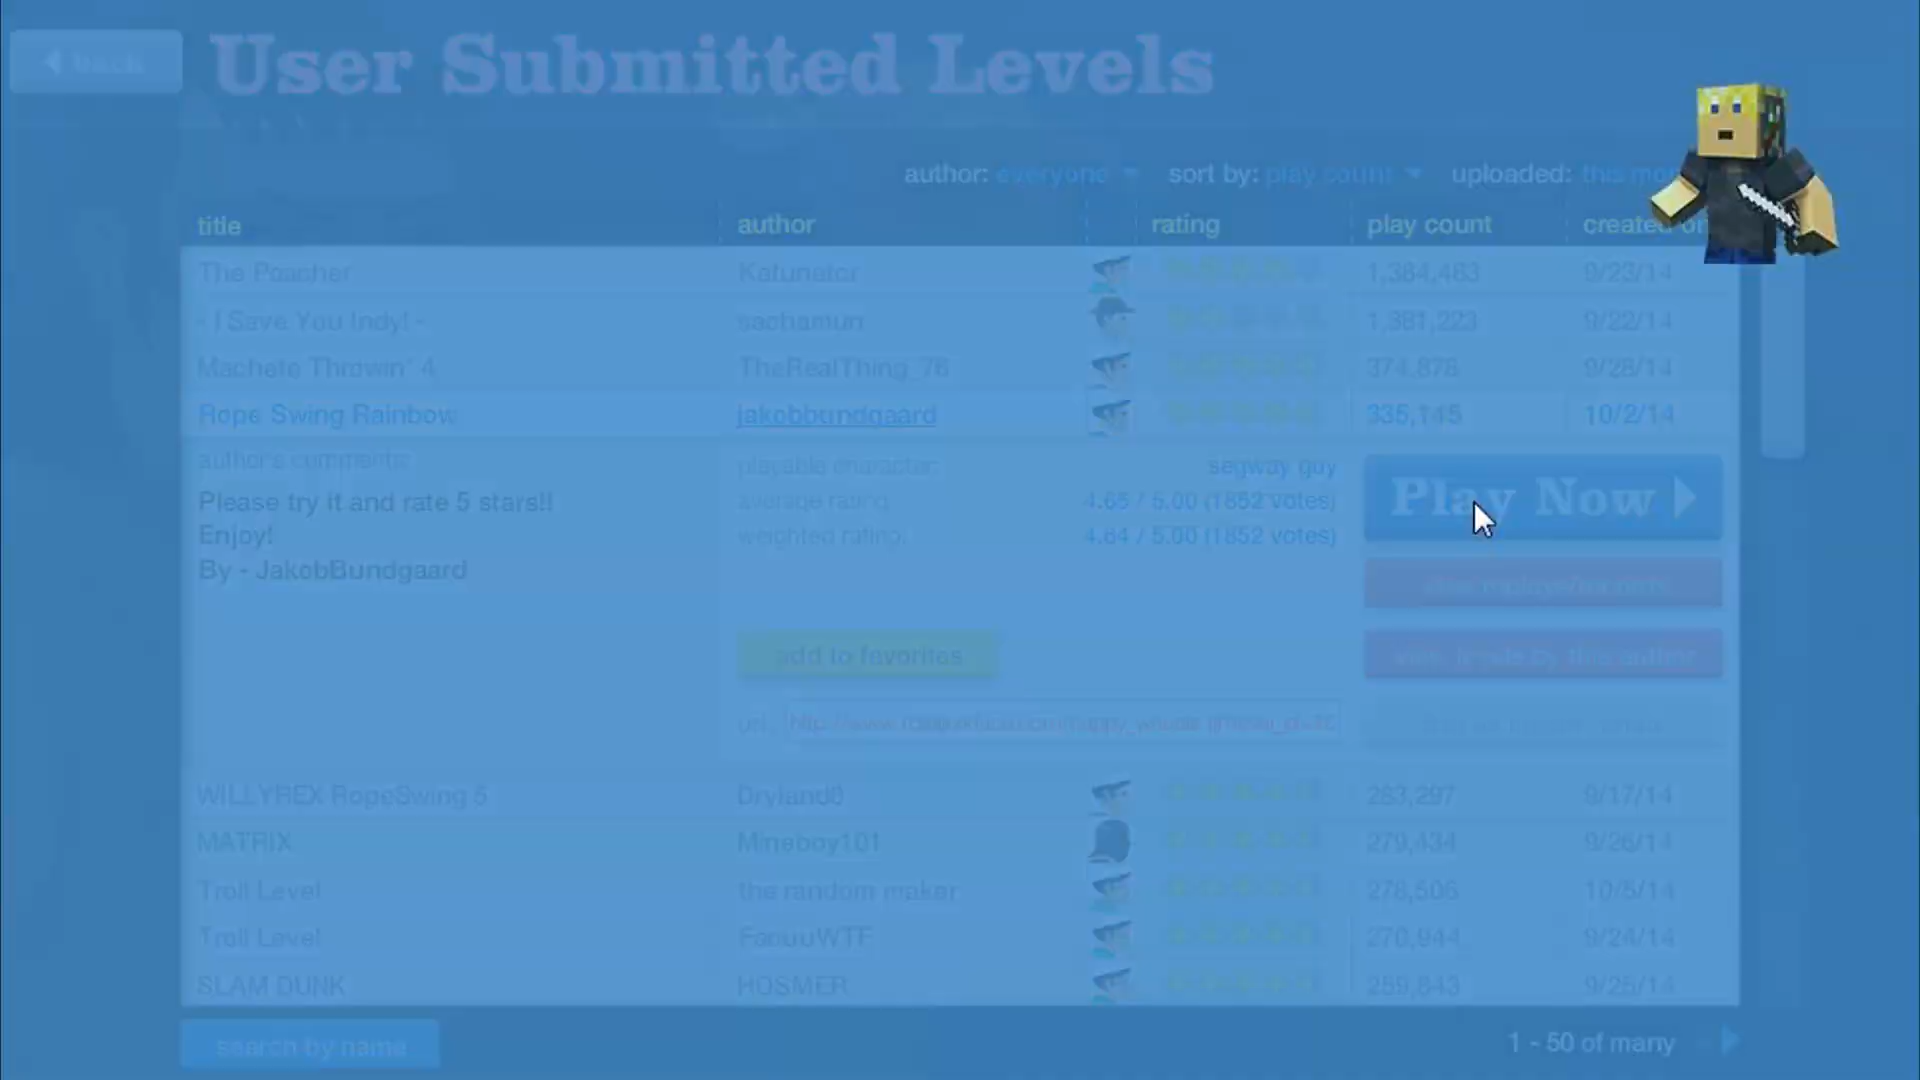 back
User Submitted Levels
author: everyone sort by: play count uploaded:
title author rating play count created on
The Poacher Katunator 1,384,463 9/23/14
- I Save You Indy! - sachamun 1,381,223 9/22/14
Machete Throwin' 4 TheRealThing_76 374,878 9/28/14
Rope Swing Rainbow jakobbundgaard 335,145 10/2/14
author's comments: playable character: segway guy
Please try it and rate 5 stars!! average rating: 4.65 / 5.00 (1852 votes) Play Now
Enjoy! weighted rating: 4.64 / 5.00 (1852 votes)
By - JakobBundgaard
add to favorites by this author
url:
WILLYREX RopeSwing 5 283,297 9/17/14
MATRIX Mineboy101 279,434 9/26/14
Troll Level the random maker 278,506 10/5/14
Troll Level 270,944 9/24/14
SLAM DUNK HOSMER 259,843 9/25/14
search by name 1 - 50 of many